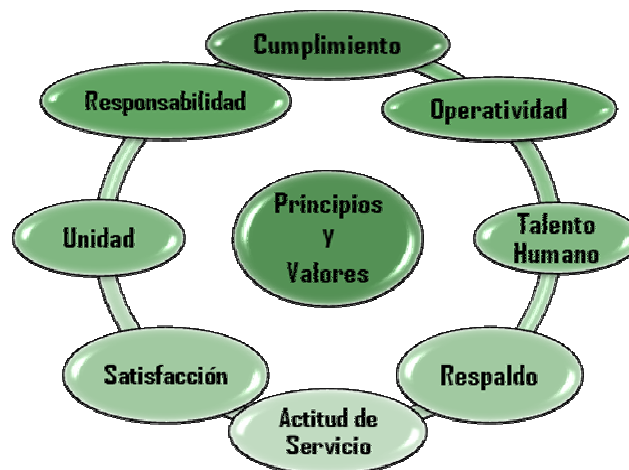 Cumplimiento
Responsabilidad
Operatividad
Principios
Y
Valores
Unidad
Talento
Humano
Satisfacción
Respaldo
Actitud de
Servicio